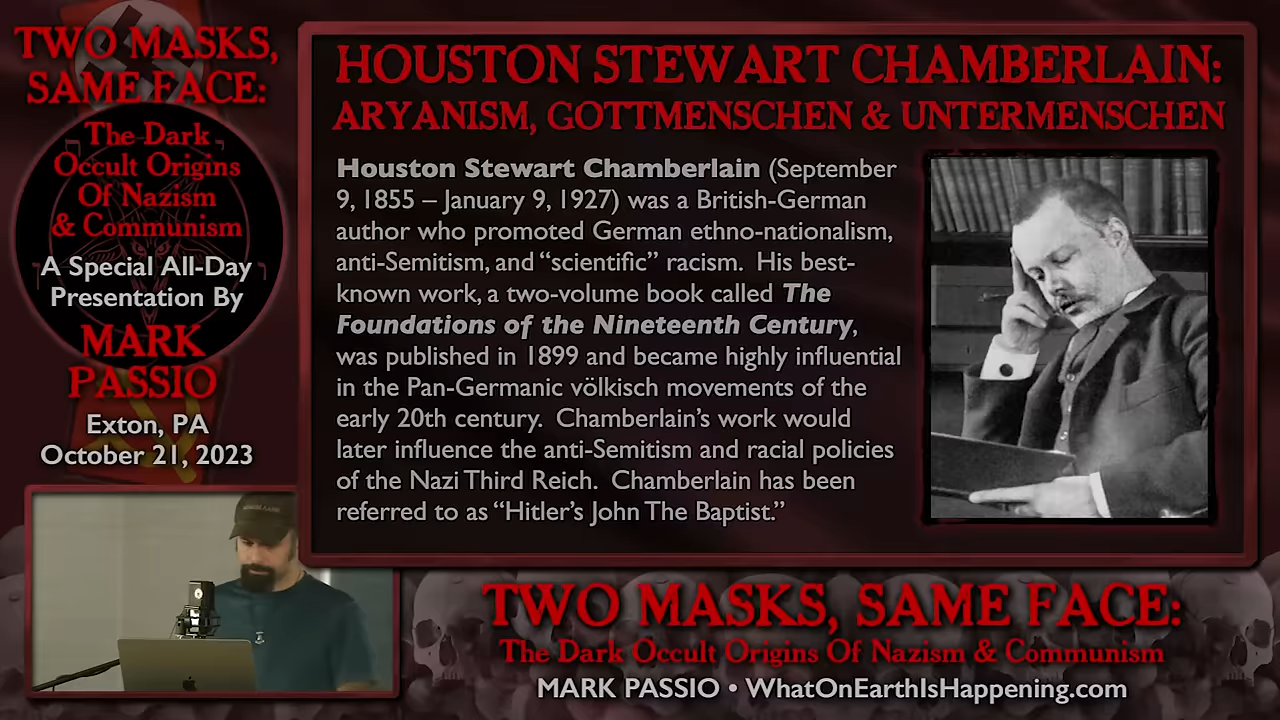 TWO MASKS,
SAME FACE:
The Dark
Occult Origins
Of Nazism
& Communism
A Special All-Day
Presentation By
MARK
PASSIO
Exton, PA
October 21, 2023
HOUSTON STEWART CHAMBERLAIN:
ARYANISM, GOTTMENSCHEN & UNTERMENSCHEN
Houston Stewart Chamberlain (September
9, 1855 – January 9, 1927) was a British-German
author who promoted German ethno-nationalism,
anti-Semitism, and “scientific” racism.  His best-
known work, a two-volume book called The
Foundations of the Nineteenth Century,
was published in 1899 and became highly influential
in the Pan-Germanic völkisch movements of the
early 20th century.  Chamberlain’s work would
later influence the anti-Semitism and racial policies
of the Nazi Third Reich.  Chamberlain has been
referred to as “Hitler’s John The Baptist.”
TWO MASKS, SAME FACE:
The Dark Occult Origins Of Nazism & Communism
MARK PASSIO • WhatOnEarthIsHappening.com